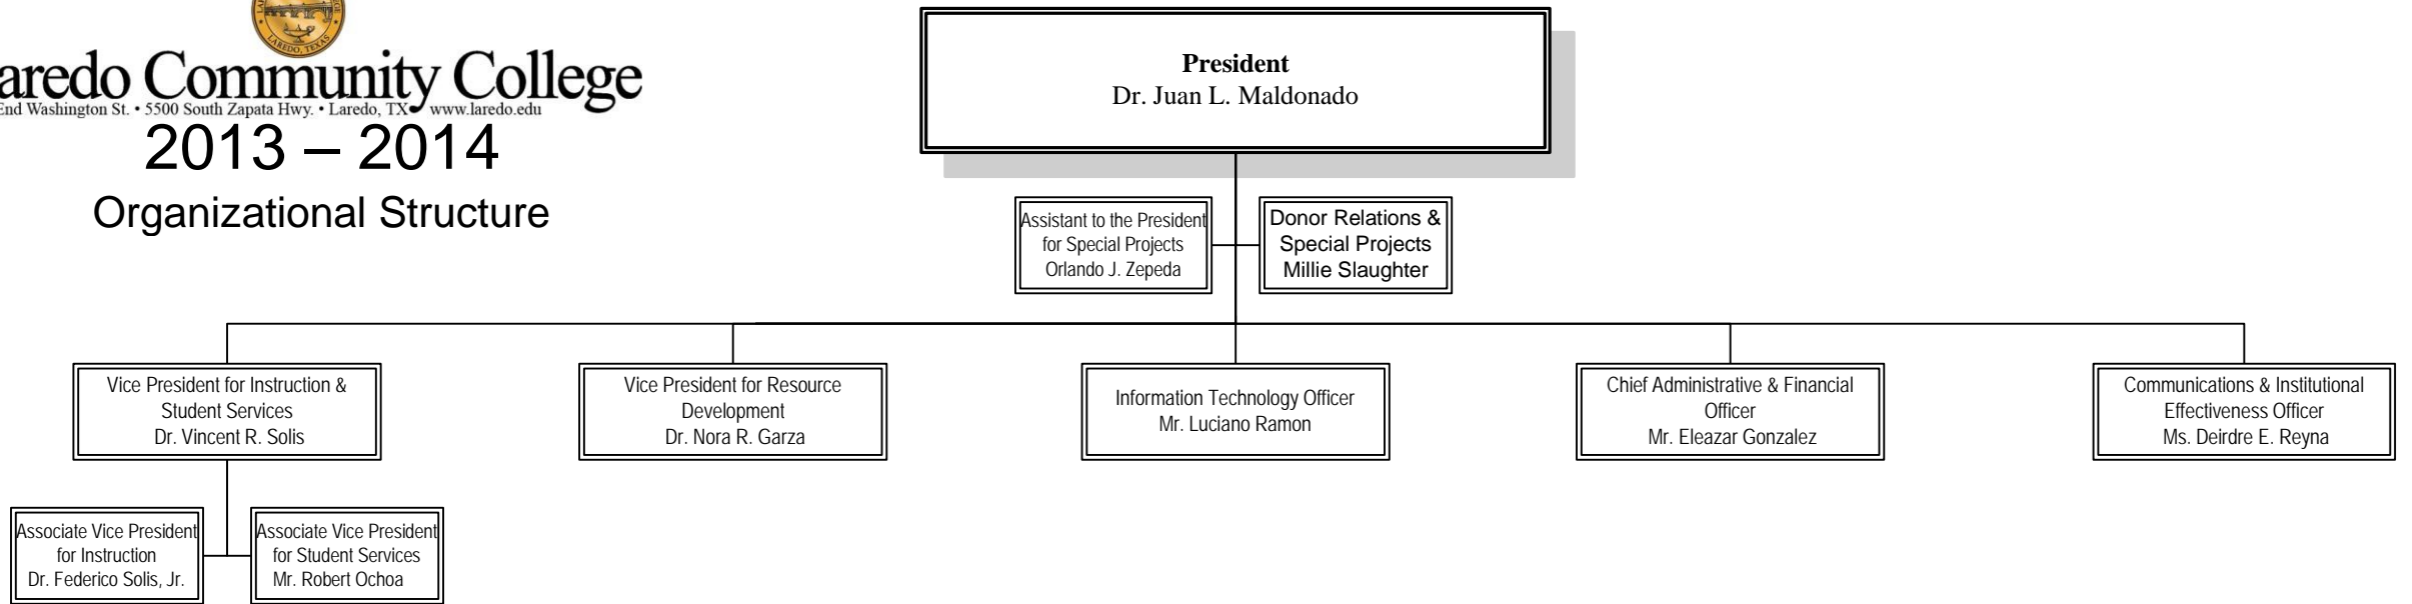 LAREDO, TEXAS
aredo Community College
End Washington St. • 5500 South Zapata Hwy. • Laredo, TX • www.laredo.edu
2013 – 2014
Organizational Structure
President
Dr. Juan L. Maldonado
Assistant to the President
for Special Projects
Orlando J. Zepeda
Donor Relations &
Special Projects
Millie Slaughter
Vice President for Instruction &
Student Services
Dr. Vincent R. Solis
Vice President for Resource
Development
Dr. Nora R. Garza
Information Technology Officer
Mr. Luciano Ramon
Chief Administrative & Financial
Officer
Mr. Eleazar Gonzalez
Communications & Institutional
Effectiveness Officer
Ms. Deirdre E. Reyna
Associate Vice President
for Instruction
Dr. Federico Solis, Jr.
Associate Vice President
for Student Services
Mr. Robert Ochoa